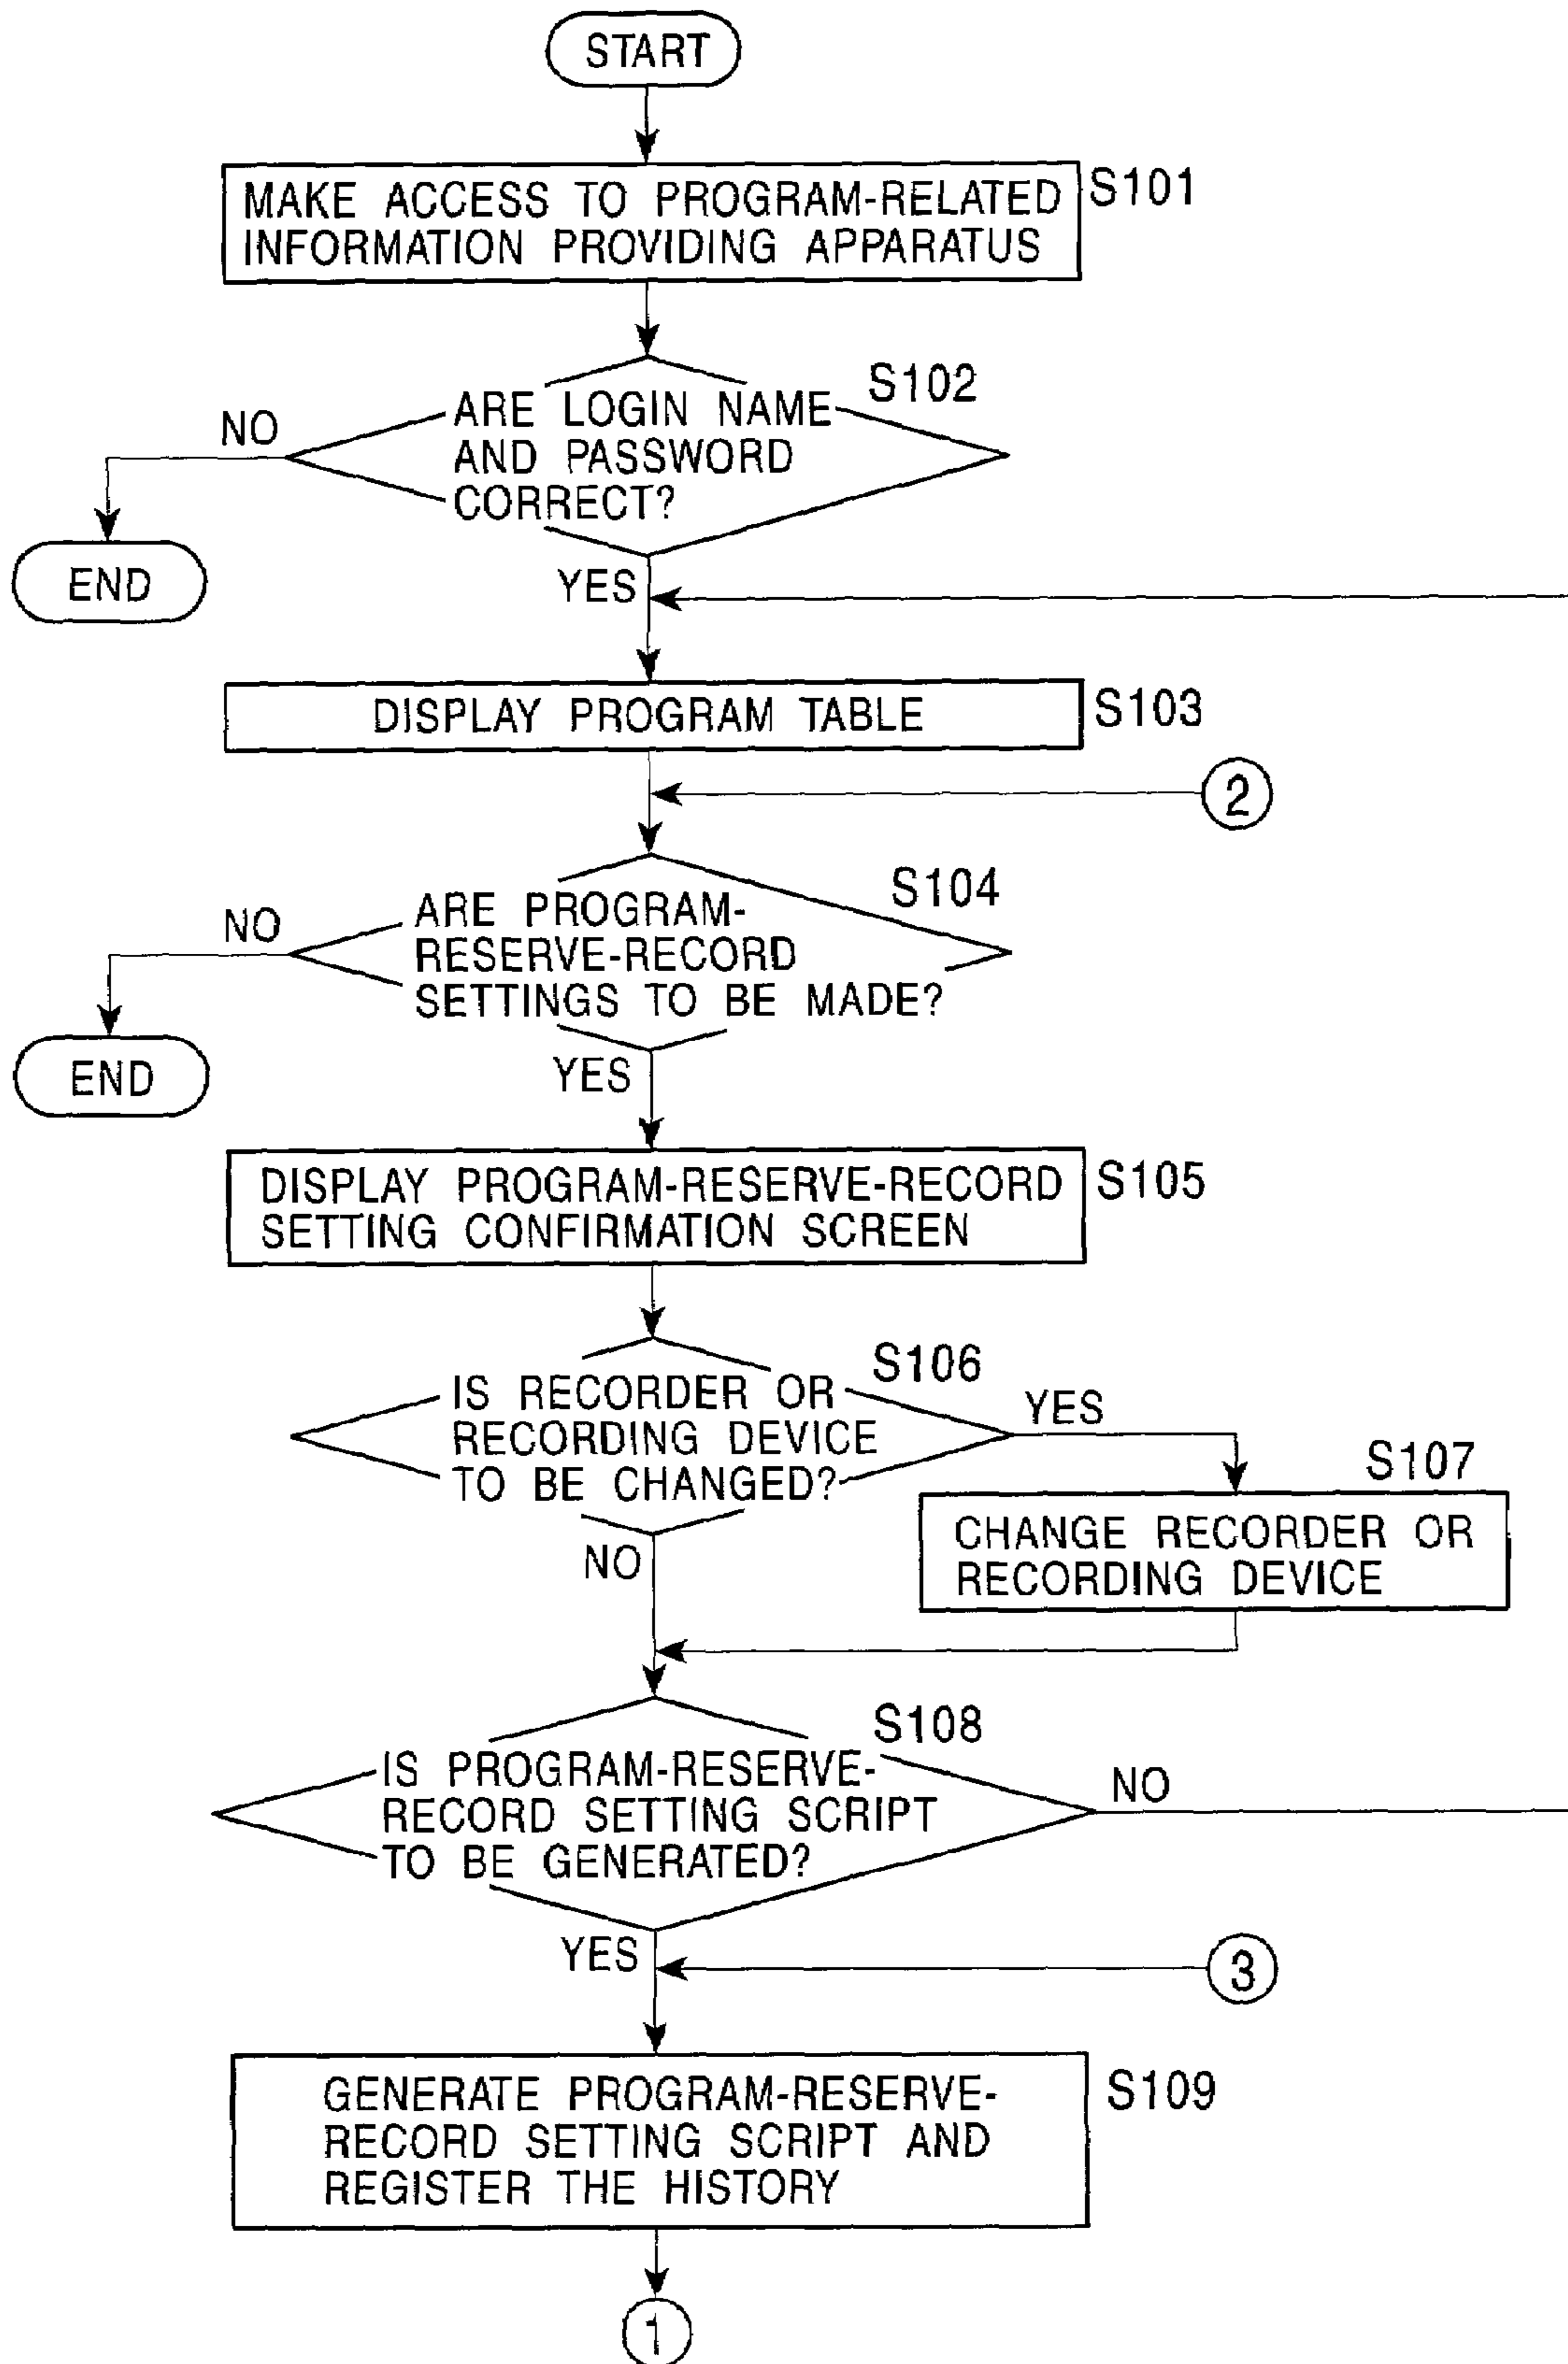 START
MAKE ACCESS TO PROGRAM-RELATED
INFORMATION PROVIDING APPARATUS
S101
S102
ARE LOGIN NAME
AND PASSWORD
CORRECT?
NO
END
YES
DISPLAY PROGRAM TABLE
S103
2
S104
ARE PROGRAM-
RESERVE-RECORD
SETTINGS TO BE MADE?
NO
END
YES
DISPLAY PROGRAM-RESERVE-RECORD
SETTING CONFIRMATION SCREEN
S105
S106
IS RECORDER OR
RECORDING DEVICE
TO BE CHANGED?
YES
S107
CHANGE RECORDER OR
RECORDING DEVICE
NO
S108
IS PROGRAM-RESERVE-
RECORD SETTING SCRIPT
TO BE GENERATED?
NO
YES
3
GENERATE PROGRAM-RESERVE-
RECORD SETTING SCRIPT AND
REGISTER THE HISTORY
S109
1